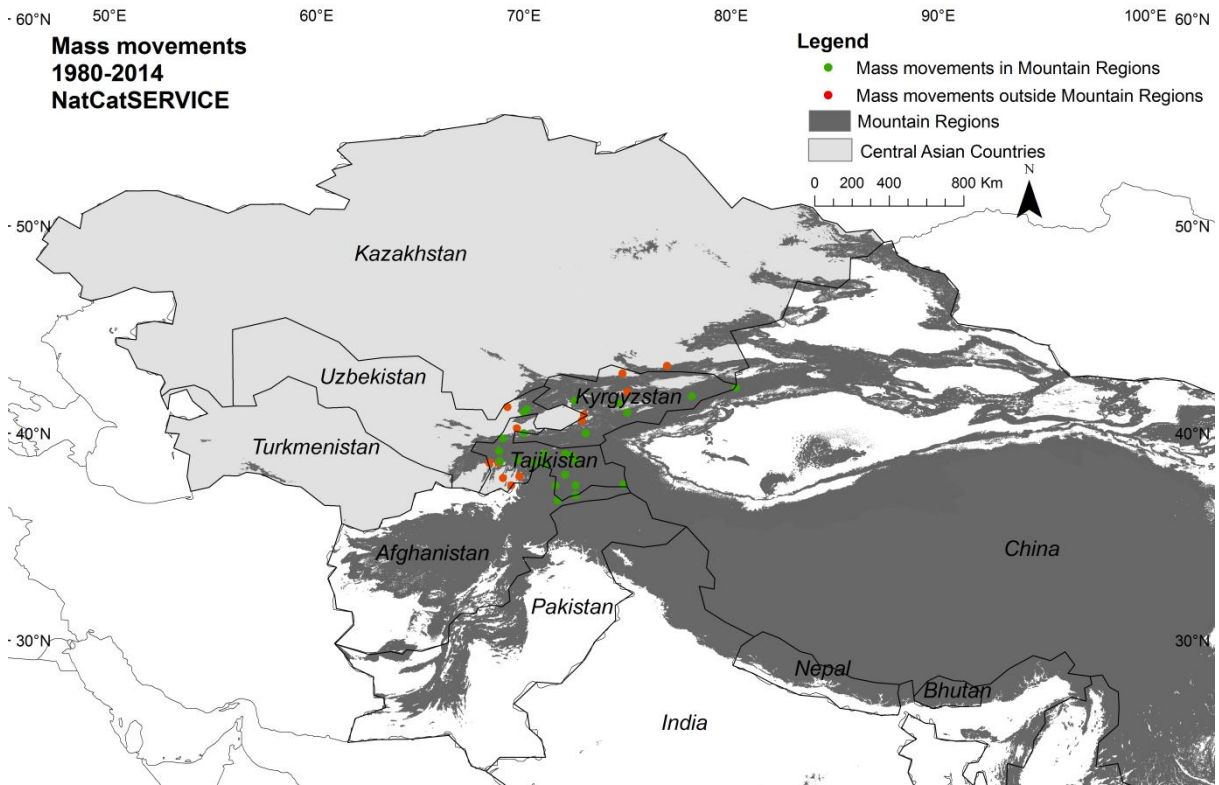 60°N 50°E 60°E 70°E 80°E 90°E 100°E 60°N
Mass movements
1980-2014
NatCatSERVICE
Legend
Mass movements in Mountain Regions
Mass movements outside Mountain Regions
Mountain Regions
Central Asian Countries
N
0 200 400 800 Km
50°N 50°N
Kazakhstan
Uzbekistan
Kyrgyzstan
40°N 40°N
Turkmenistan
Tajikistan
Afghanistan
China
Pakistan
30°N 30°N
Nepal
Bhutan
India